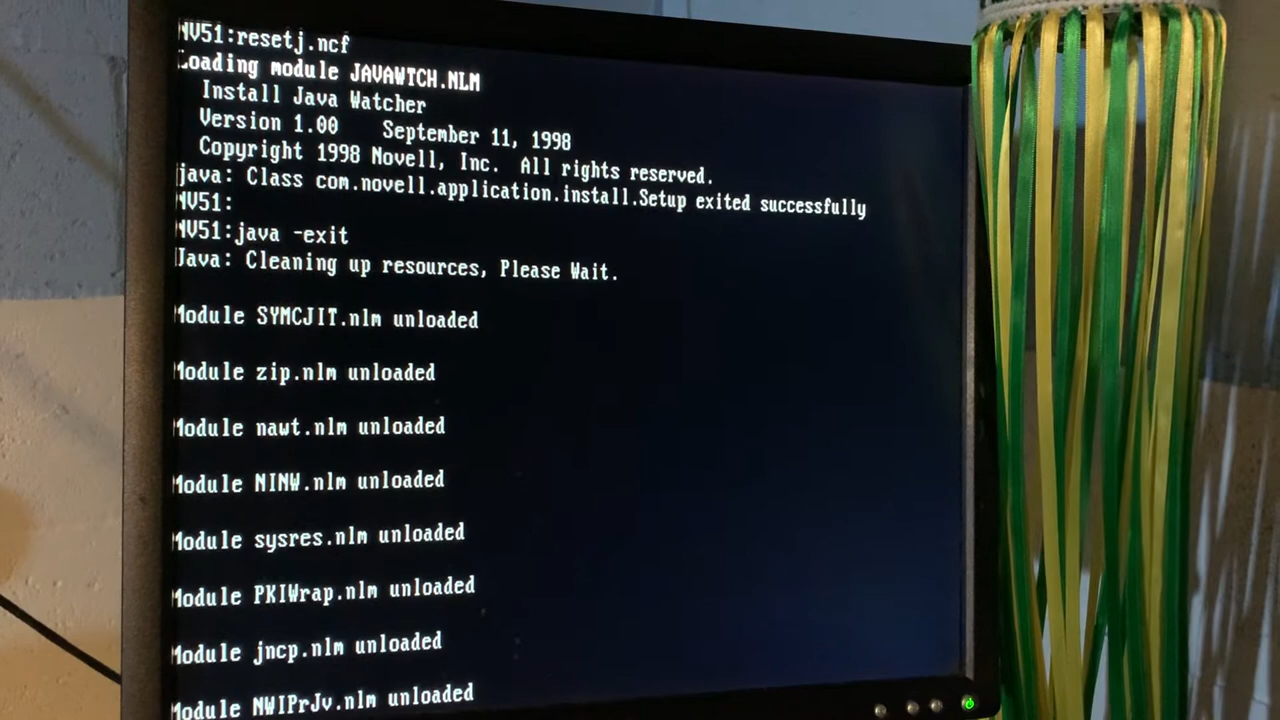 NV51:resetj.ncf
Loading module JAVAWTCH.NLM
Install Java Watcher
Version 1.00 September 11, 1998
Copyright 1998 Novell, Inc. All rights reserved.
java: Class com.novell.application.install.Setup exited successfully
NV51:
NV51:java -exit
Java: Cleaning up resources, Please Wait.
Module SYMCJIT.nlm unloaded
Module zip.nlm unloaded
Module nawt.nlm unloaded
Module NINW.nlm unloaded
Module sysres.nlm unloaded
Module PKIWrap.nlm unloaded
Module jncp.nlm unloaded
Module NWIPrJv.nlm unloaded